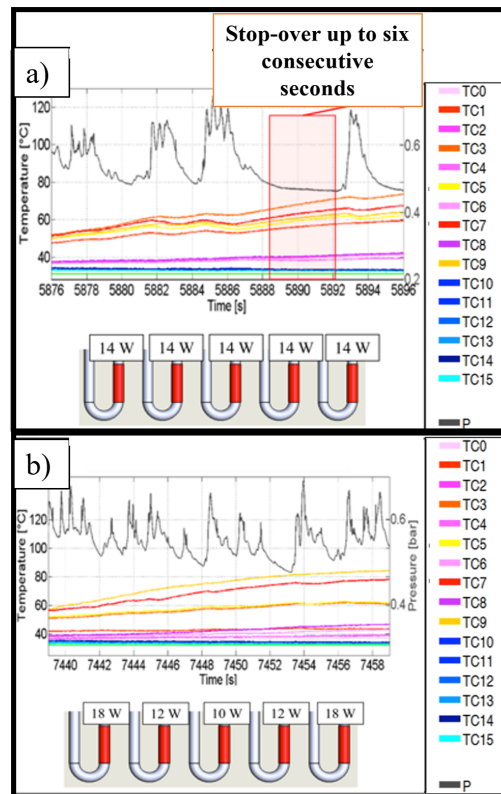 Stop-over up to six
consecutive
seconds
a)
Temperature [°C]
120
100
80
60
40
0.6
0.4
0.2
5876 5878 5880 5882 5884 5886 5888 5890 5892 5894 5896
Time [s]
TC0
TC1
TC2
TC3
TC4
TC5
TC6
TC7
TC8
TC9
TC10
TC11
TC12
TC13
TC14
TC15
P
14 W 14 W 14 W 14 W 14 W
b)
Temperature [°C]
120
100
80
60
40
0.6
0.4
Pressure [bar]
7440 7442 7444 7446 7448 7450 7452 7454 7456 7458
Time [s]
TC0
TC1
TC2
TC3
TC4
TC5
TC6
TC7
TC8
TC9
TC10
TC11
TC12
TC13
TC14
TC15
P
18 W 12 W 10 W 12 W 18 W